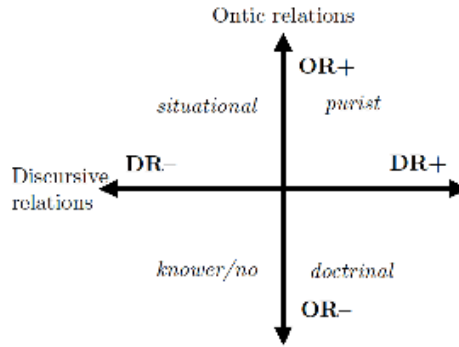 Ontic relations
OR+
situational purist
DR– DR+
Discursive
relations
knower/no doctrinal
OR–